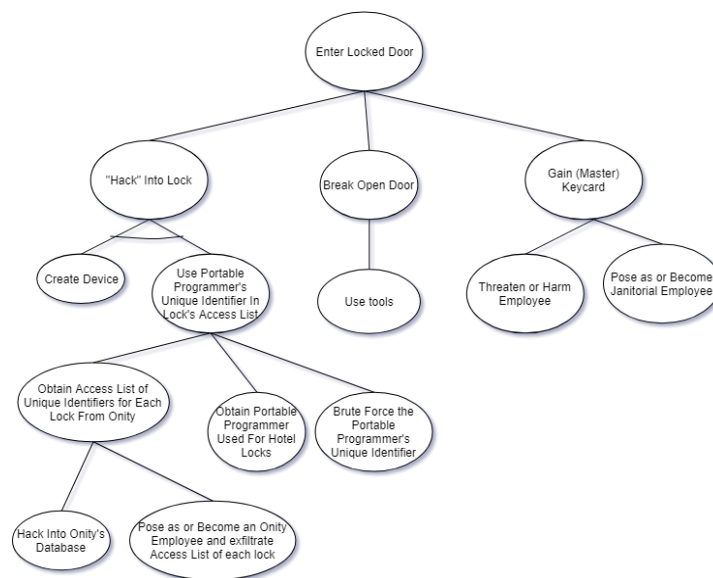 Enter Locked Door
"Hack" Into Lock
Break Open Door
Gain (Master)
Keycard
Create Device
Use Portable
Programmer's
Unique Identifier In
Lock's Access List
Use tools
Threaten or Harm
Employee
Pose as or Become
Janitorial Employee
Obtain Access List of
Unique Identifiers for Each
Lock From Onity
Obtain Portable
Programmer
Used For Hotel
Locks
Brute Force the
Portable
Programmer's
Unique Identifier
Hack Into Onity's
Database
Pose as or Become an Onity
Employee and exfiltrate
Access List of each lock